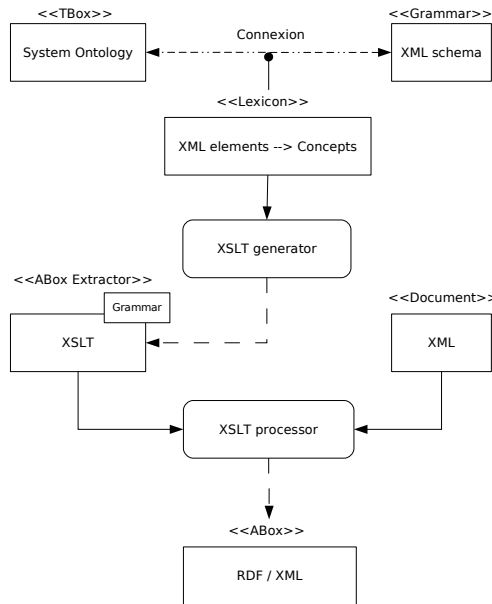 <<TBox>>
<<Grammar>>
Connexion
System Ontology
XML schema
<<Lexicon>>
XML elements --> Concepts
XSLT generator
<<ABox Extractor>>
Grammar
<<Document>>
XSLT
XML
XSLT processor
<<ABox>>
RDF / XML